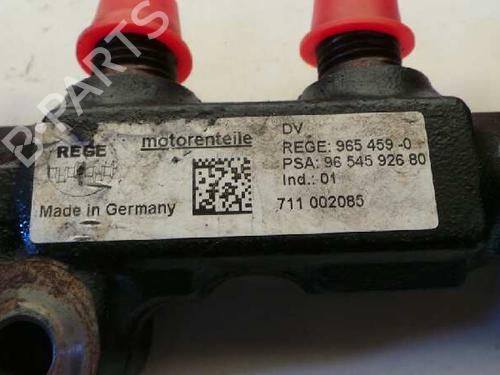 REGE
motorenteile
Made in Germany
DV
REGE: 965 459 -0
PSA: 96 545 926 80
Ind.: 01
711 002085
B-PARTS